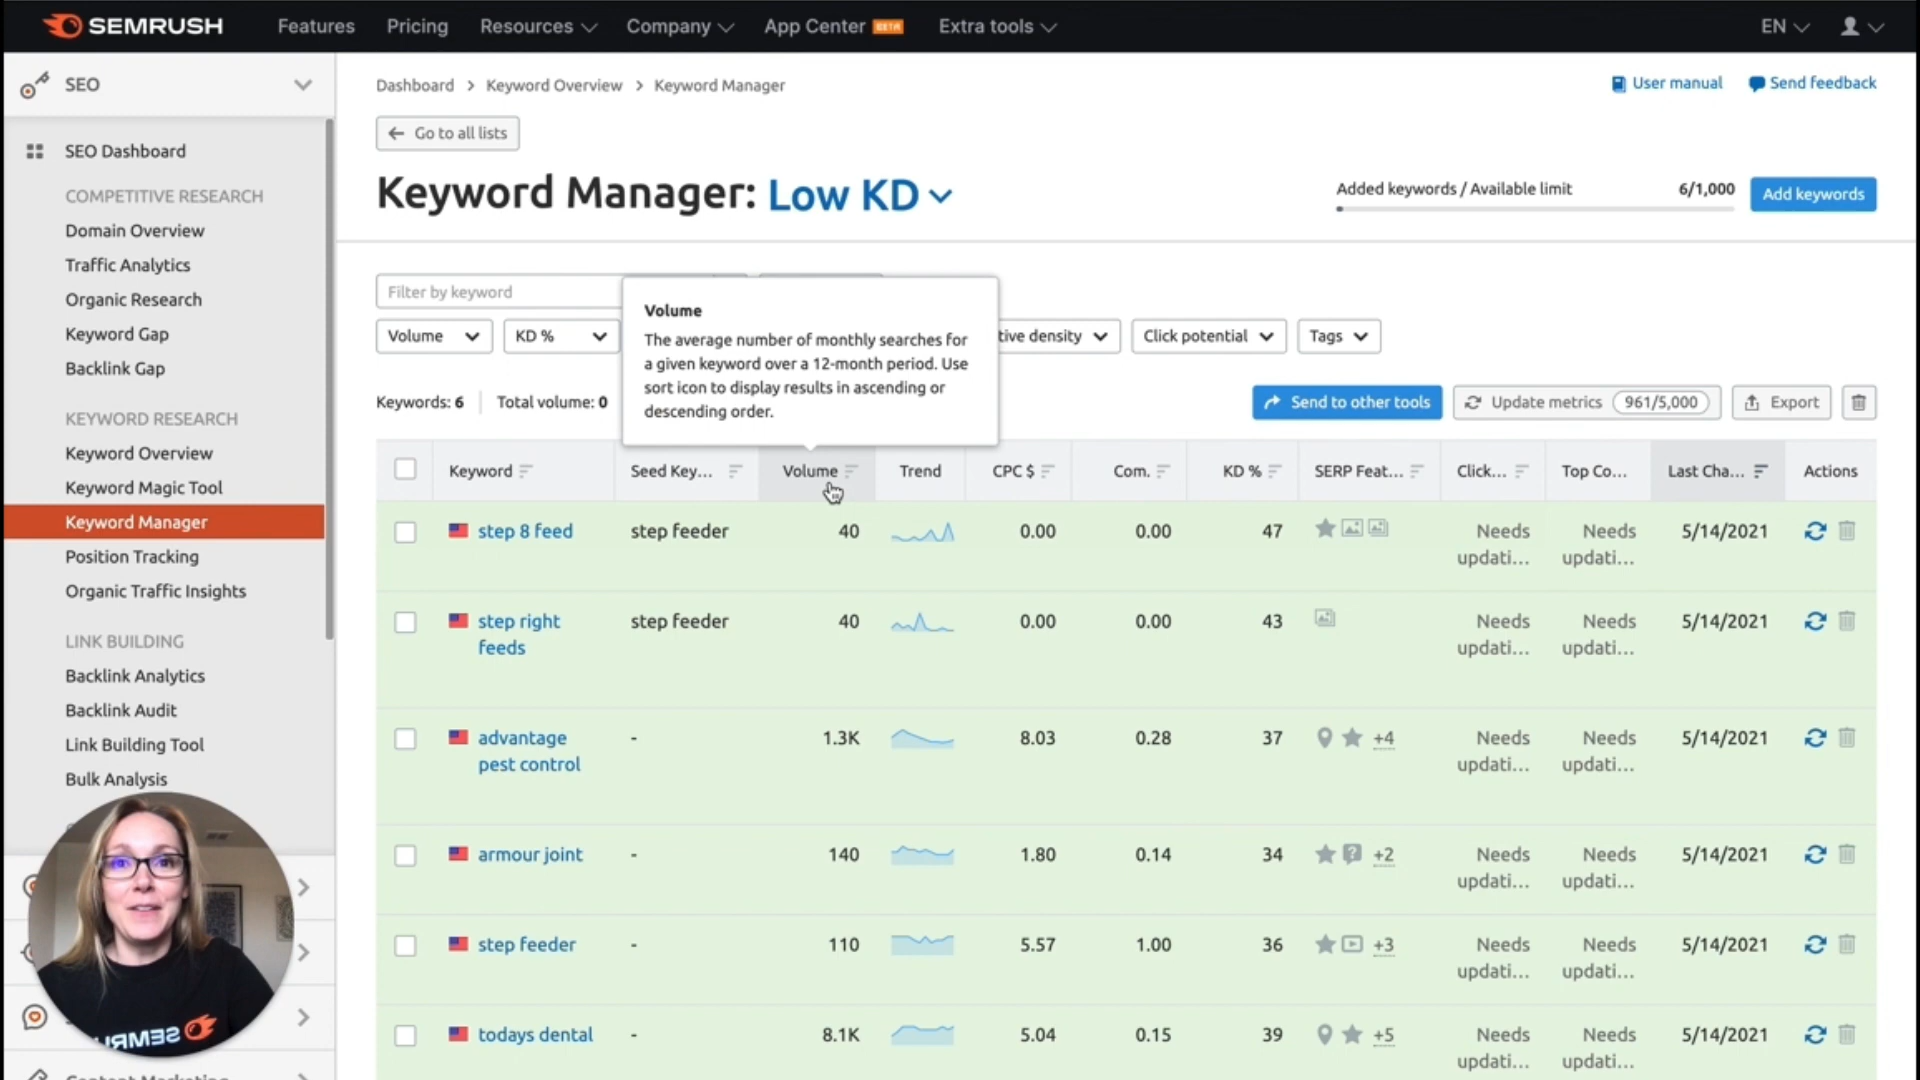 SEMRUSH Features Pricing Resources Company App Center BETA Extra tools EN
SEO
Dashboard > Keyword Overview > Keyword Manager
User manual Send feedback
← Go to all lists
Keyword Manager: Low KD
Added keywords / Available limit 6/1,000 Add keywords
SEO Dashboard
COMPETITIVE RESEARCH
Domain Overview
Traffic Analytics
Organic Research
Keyword Gap
Backlink Gap
KEYWORD RESEARCH
Keyword Overview
Keyword Magic Tool
Keyword Manager
Position Tracking
Organic Traffic Insights
LINK BUILDING
Backlink Analytics
Backlink Audit
Link Building Tool
Bulk Analysis
Content Marketing
SEMRUSH
Filter by keyword
Volume KD % tive density Click potential Tags
Volume
The average number of monthly searches for
a given keyword over a 12-month period. Use
sort icon to display results in ascending or
descending order.
Keywords: 6 Total volume: 0
Send to other tools Update metrics 961/5,000 Export
Keyword Seed Key... Volume Trend CPC $ Com. KD % SERP Feat... Click... Top Co... Last Cha... Actions
step 8 feed step feeder 40 0.00 0.00 47 Needs Needs 5/14/2021
updati... updati...
step right step feeder 40 0.00 0.00 43 Needs Needs 5/14/2021
feeds updati... updati...
advantage - 1.3K 8.03 0.28 37 +4 Needs Needs 5/14/2021
pest control updati... updati...
armour joint - 140 1.80 0.14 34 +2 Needs Needs 5/14/2021
updati... updati...
step feeder - 110 5.57 1.00 36 +3 Needs Needs 5/14/2021
updati... updati...
todays dental - 8.1K 5.04 0.15 39 +5 Needs Needs 5/14/2021
updati... updati...